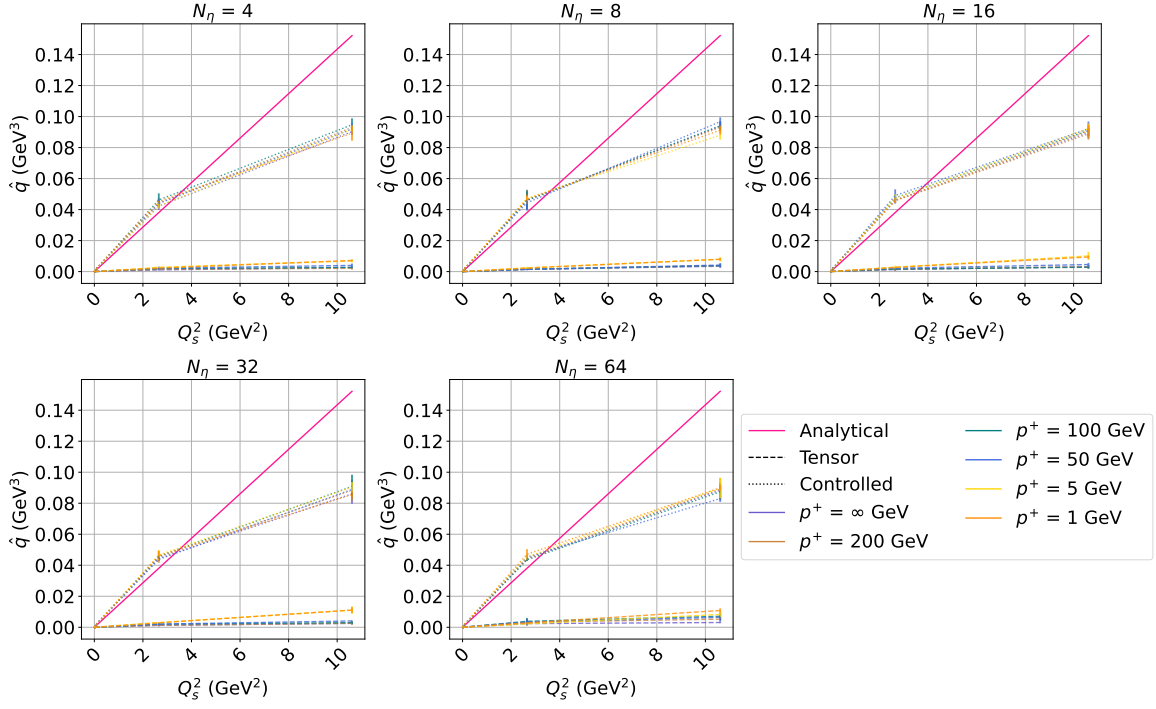 N_η = 4
0.14
0.12
0.10
0.08
0.06
0.04
0.02
0.00
q̂ (GeV³)
0 2 4 6 8 10
Q_s² (GeV²)
N_η = 8
0.14
0.12
0.10
0.08
0.06
0.04
0.02
0.00
q̂ (GeV³)
0 2 4 6 8 10
Q_s² (GeV²)
N_η = 16
0.14
0.12
0.10
0.08
0.06
0.04
0.02
0.00
q̂ (GeV³)
0 2 4 6 8 10
Q_s² (GeV²)
N_η = 32
0.14
0.12
0.10
0.08
0.06
0.04
0.02
0.00
q̂ (GeV³)
0 2 4 6 8 10
Q_s² (GeV²)
N_η = 64
0.14
0.12
0.10
0.08
0.06
0.04
0.02
0.00
q̂ (GeV³)
0 2 4 6 8 10
Q_s² (GeV²)
Analytical
Tensor
Controlled
p⁺ = ∞ GeV
p⁺ = 200 GeV
p⁺ = 100 GeV
p⁺ = 50 GeV
p⁺ = 5 GeV
p⁺ = 1 GeV